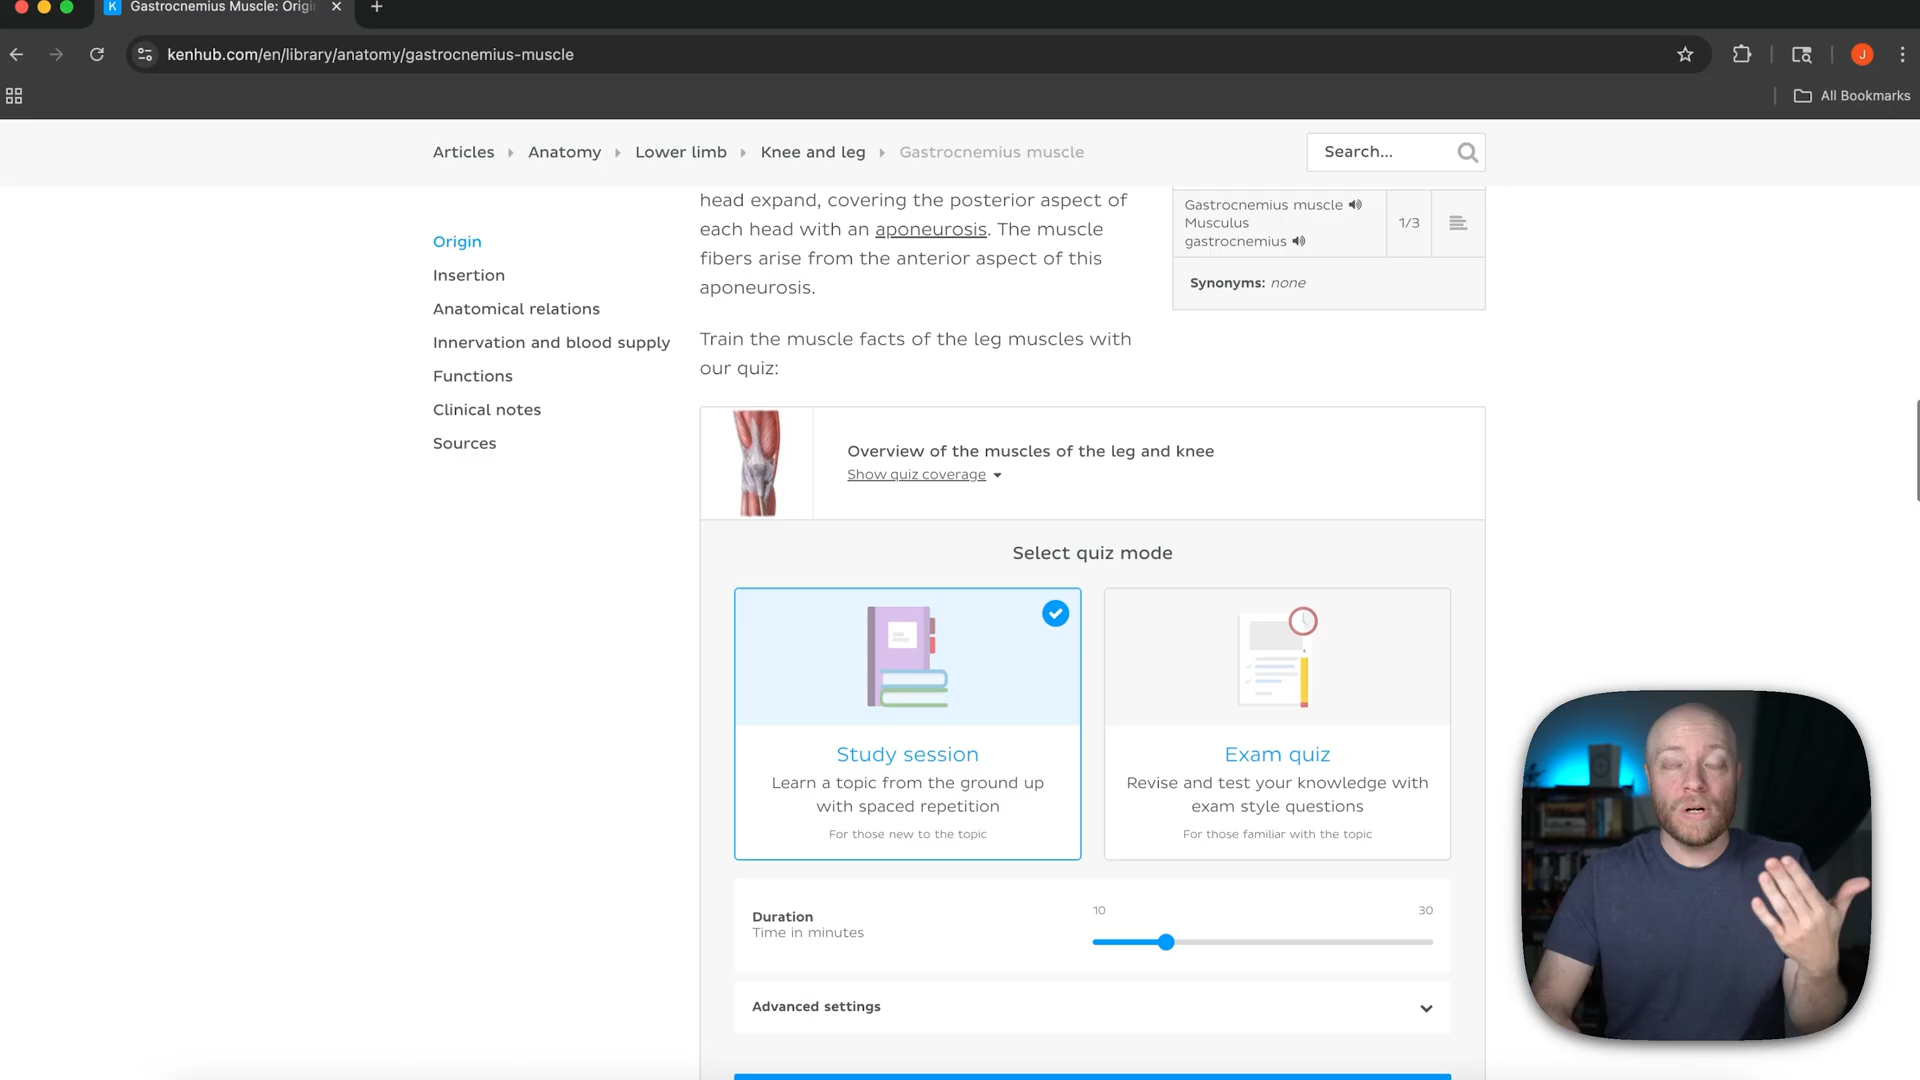 Gastrocnemius Muscle: Origi
kenhub.com/en/library/anatomy/gastrocnemius-muscle
J
All Bookmarks
Articles Anatomy Lower limb Knee and leg Gastrocnemius muscle
Search...
Origin
Insertion
Anatomical relations
Innervation and blood supply
Functions
Clinical notes
Sources
head expand, covering the posterior aspect of
each head with an aponeurosis. The muscle
fibers arise from the anterior aspect of this
aponeurosis.
Train the muscle facts of the leg muscles with
our quiz:
Gastrocnemius muscle
Musculus
gastrocnemius
1/3
Synonyms: none
Overview of the muscles of the leg and knee
Show quiz coverage
Select quiz mode
Study session
Learn a topic from the ground up
with spaced repetition
For those new to the topic
Exam quiz
Revise and test your knowledge with
exam style questions
For those familiar with the topic
Duration
Time in minutes
10
30
Advanced settings